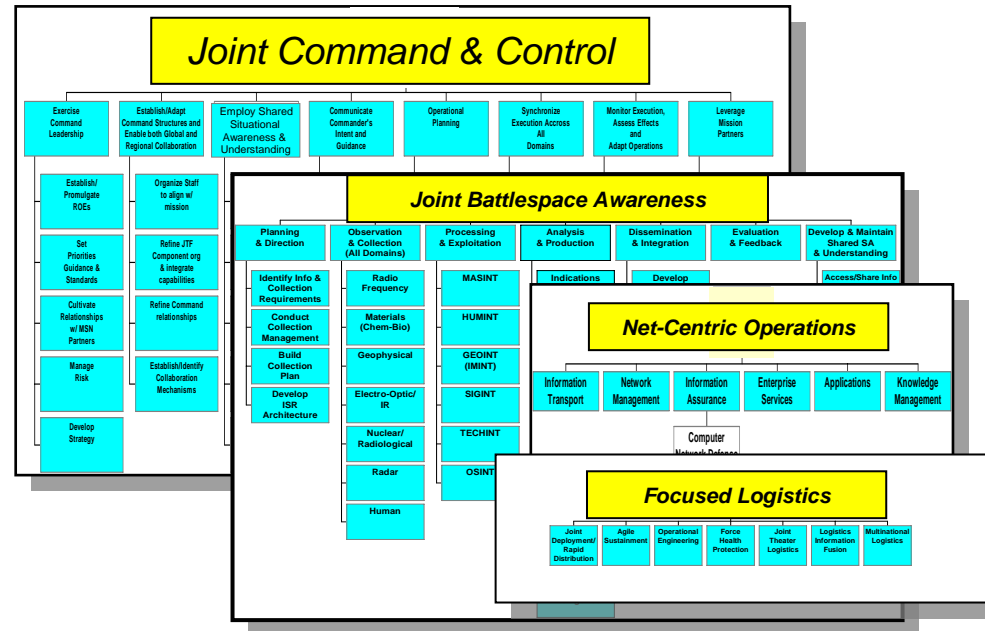 Joint Command & Control
Exercise
Command
Leadership
Establish/Adapt
Command Structures and
Enable both Global and
Regional Collaboration
Employ Shared
Situational
Awareness &
Understanding
Communicate
Commander's
Intent and
Guidance
Operational
Planning
Synchronize
Execution Accross
All
Domains
Monitor Execution,
Assess Effects
and
Adapt Operations
Leverage
Mission
Partners
Establish/
Promulgate
ROEs
Set
Priorities
Guidance &
Standards
Cultivate
Relationships
w/ MSN
Partners
Manage
Risk
Develop
Strategy
Organize Staff
to align w/
mission
Refine JTF
Component org
& integrate
capabilities
Refine Command
relationships
Establish/Identify
Collaboration
Mechanisms
Joint Battlespace Awareness
Planning
& Direction
Observation
& Collection
(All Domains)
Processing
& Exploitation
Analysis
& Production
Dissemination
& Integration
Evaluation
& Feedback
Develop & Maintain
Shared SA
& Understanding
Identify Info &
Collection
Requirements
Conduct
Collection
Management
Build
Collection
Plan
Develop
ISR
Architecture
Radio
Frequency
Materials
(Chem-Bio)
Geophysical
Electro-Optic/
IR
Nuclear/
Radiological
Radar
Human
MASINT
HUMINT
GEOINT
(IMINT)
SIGINT
TECHINT
OSINT
Indications
Develop
Access/Share Info
Net-Centric Operations
Information
Transport
Network
Management
Information
Assurance
Enterprise
Services
Applications
Knowledge
Management
Computer
Network Defence
Focused Logistics
Joint
Deployment/
Rapid
Distribution
Agile
Sustainment
Operational
Engineering
Force
Health
Protection
Joint
Theater
Logistics
Logistics
Information
Fusion
Multinational
Logistics